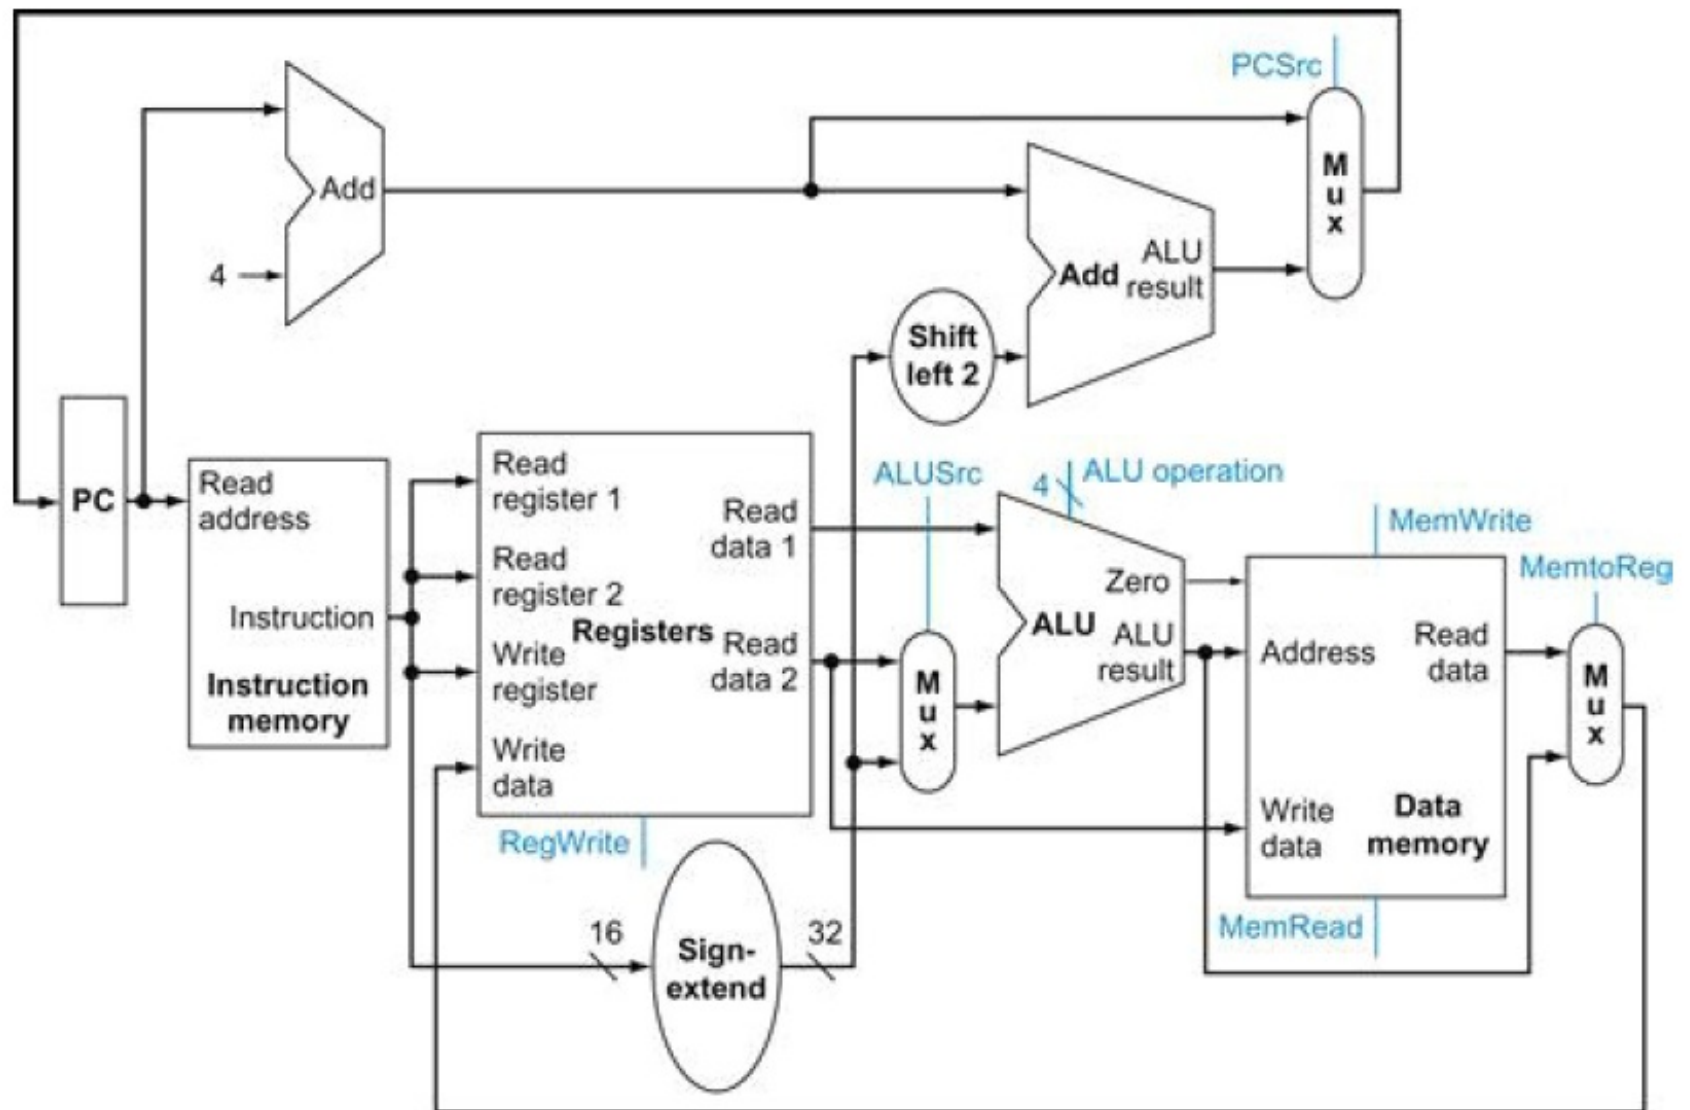 PCSrc
M
u
x
Add
4
Add
ALU
result
Shift
left 2
PC
Read
address
Instruction
Instruction
memory
Read
register 1
Read
register 2
Write
register
Write
data
Registers
Read
data 1
Read
data 2
RegWrite
16
Sign-
extend
32
ALUSrc
M
u
x
4
ALU operation
Zero
ALU
ALU
result
MemWrite
Address
Read
data
Write
data
Data
memory
MemRead
MemtoReg
M
u
x